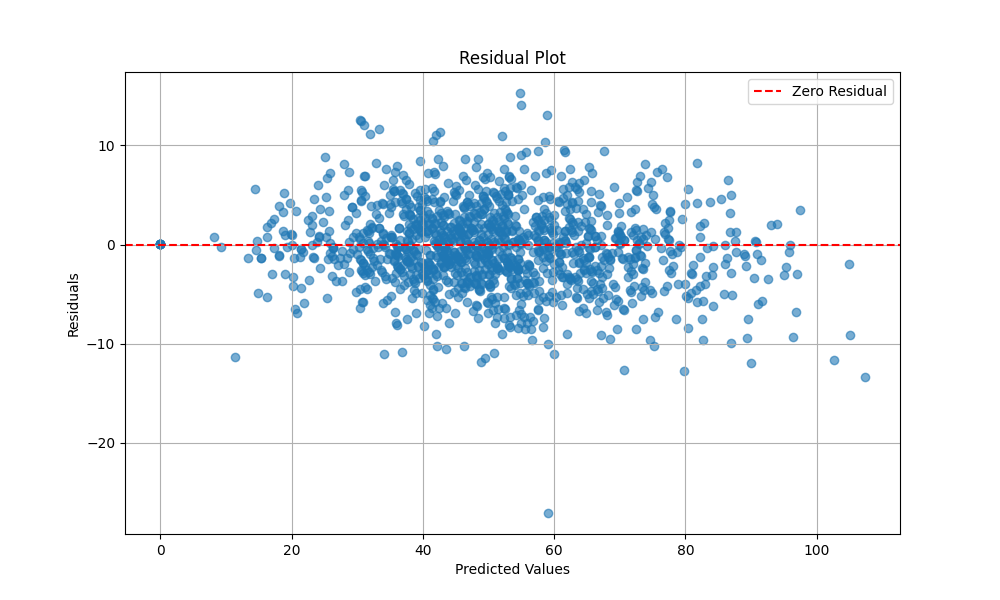 Residual Plot
Zero Residual
10
0
−10
−20
Residuals
0 20 40 60 80 100
Predicted Values